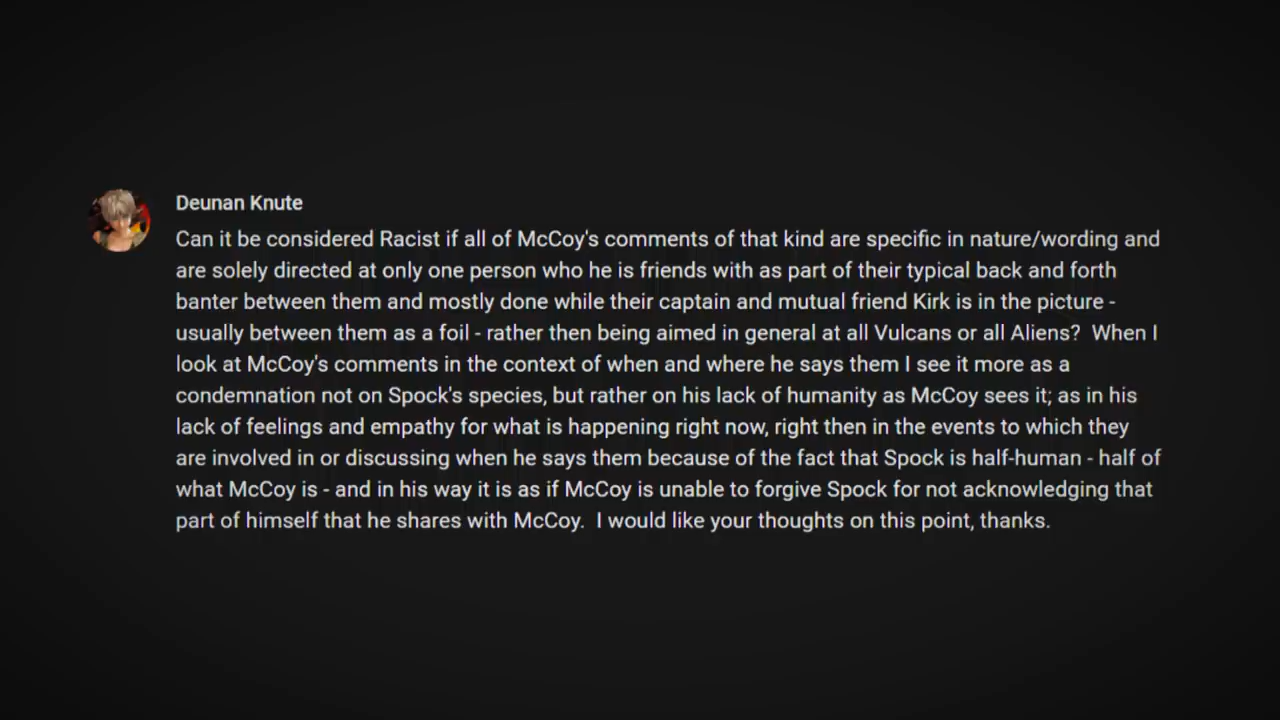 Deunan Knute
Can it be considered Racist if all of McCoy's comments of that kind are specific in nature/wording and
are solely directed at only one person who he is friends with as part of their typical back and forth
banter between them and mostly done while their captain and mutual friend Kirk is in the picture -
usually between them as a foil - rather then being aimed in general at all Vulcans or all Aliens?  When I
look at McCoy's comments in the context of when and where he says them I see it more as a
condemnation not on Spock's species, but rather on his lack of humanity as McCoy sees it; as in his
lack of feelings and empathy for what is happening right now, right then in the events to which they
are involved in or discussing when he says them because of the fact that Spock is half-human - half of
what McCoy is - and in his way it is as if McCoy is unable to forgive Spock for not acknowledging that
part of himself that he shares with McCoy.  I would like your thoughts on this point, thanks.